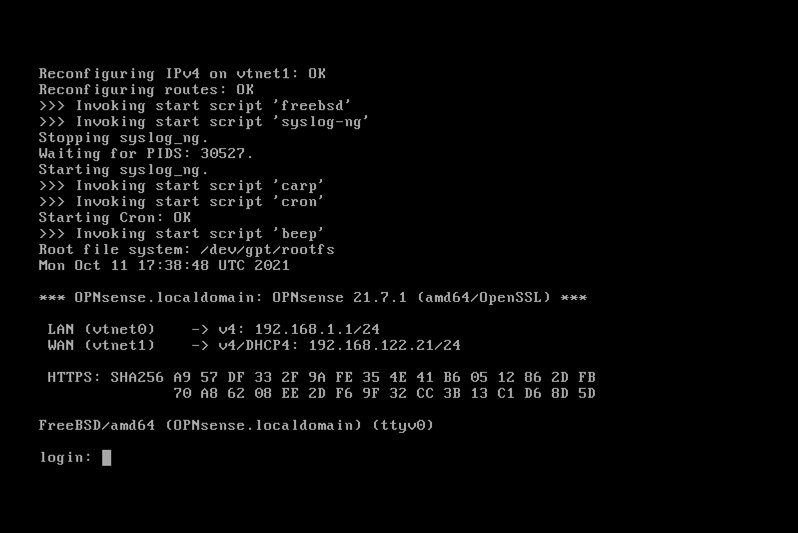 Reconfiguring IPv4 on vtnet1: OK
Reconfiguring routes: OK
>>> Invoking start script 'freebsd'
>>> Invoking start script 'syslog-ng'
Stopping syslog_ng.
Waiting for PIDS: 30527.
Starting syslog_ng.
>>> Invoking start script 'carp'
>>> Invoking start script 'cron'
Starting Cron: OK
>>> Invoking start script 'beep'
Root file system: /dev/gpt/rootfs
Mon Oct 11 17:38:48 UTC 2021
*** OPNsense.localdomain: OPNsense 21.7.1 (amd64/OpenSSL) ***
LAN (vtnet0)    -> v4: 192.168.1.1/24
WAN (vtnet1)    -> v4/DHCP4: 192.168.122.21/24
HTTPS: SHA256 A9 57 DF 33 2F 9A FE 35 4E 41 B6 05 12 86 2D FB
70 A8 62 08 EE 2D F6 9F 32 CC 3B 13 C1 D6 8D 5D
FreeBSD/amd64 (OPNsense.localdomain) (ttyv0)
login: